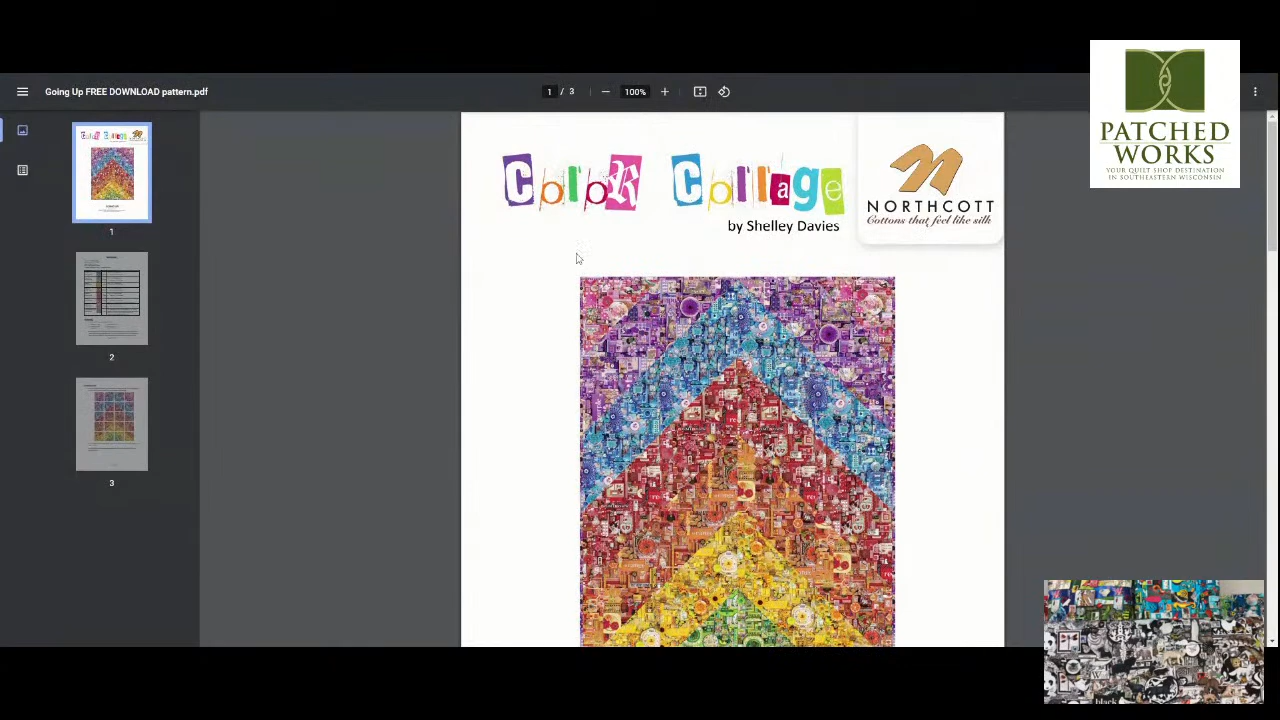 Going Up FREE DOWNLOAD pattern.pdf
1 / 3
100%
PATCHED
WORKS
YOUR QUILT SHOP DESTINATION
IN SOUTHEASTERN WISCONSIN
Color Collage
by Shelley Davies
NORTHCOTT
Cottons that feel like silk
1
2
3
black